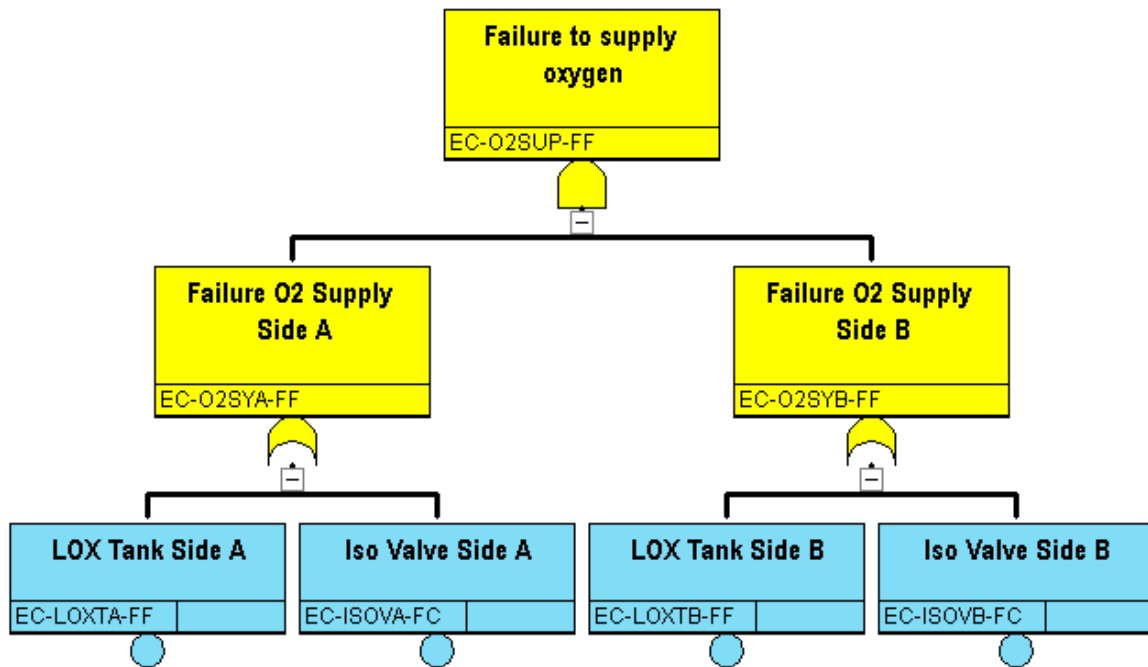 Failure to supply
oxygen
EC-O2SUP-FF
Failure O2 Supply
Side A
EC-O2SYA-FF
Failure O2 Supply
Side B
EC-O2SYB-FF
LOX Tank Side A
EC-LOXTA-FF
Iso Valve Side A
EC-ISOVA-FC
LOX Tank Side B
EC-LOXTB-FF
Iso Valve Side B
EC-ISOVB-FC